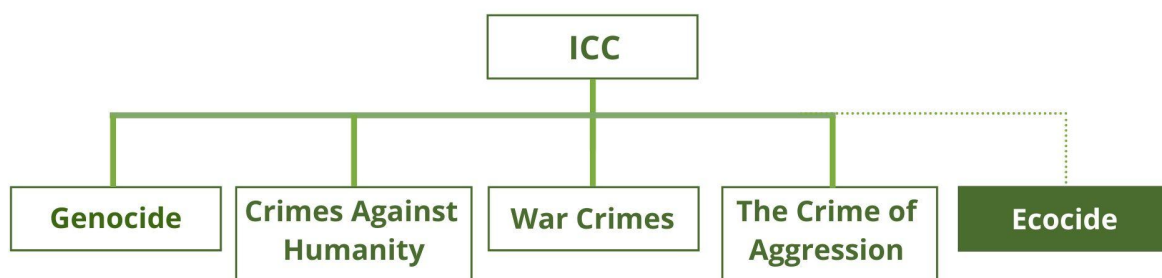 ICC
Genocide
Crimes Against
Humanity
War Crimes
The Crime of
Aggression
Ecocide